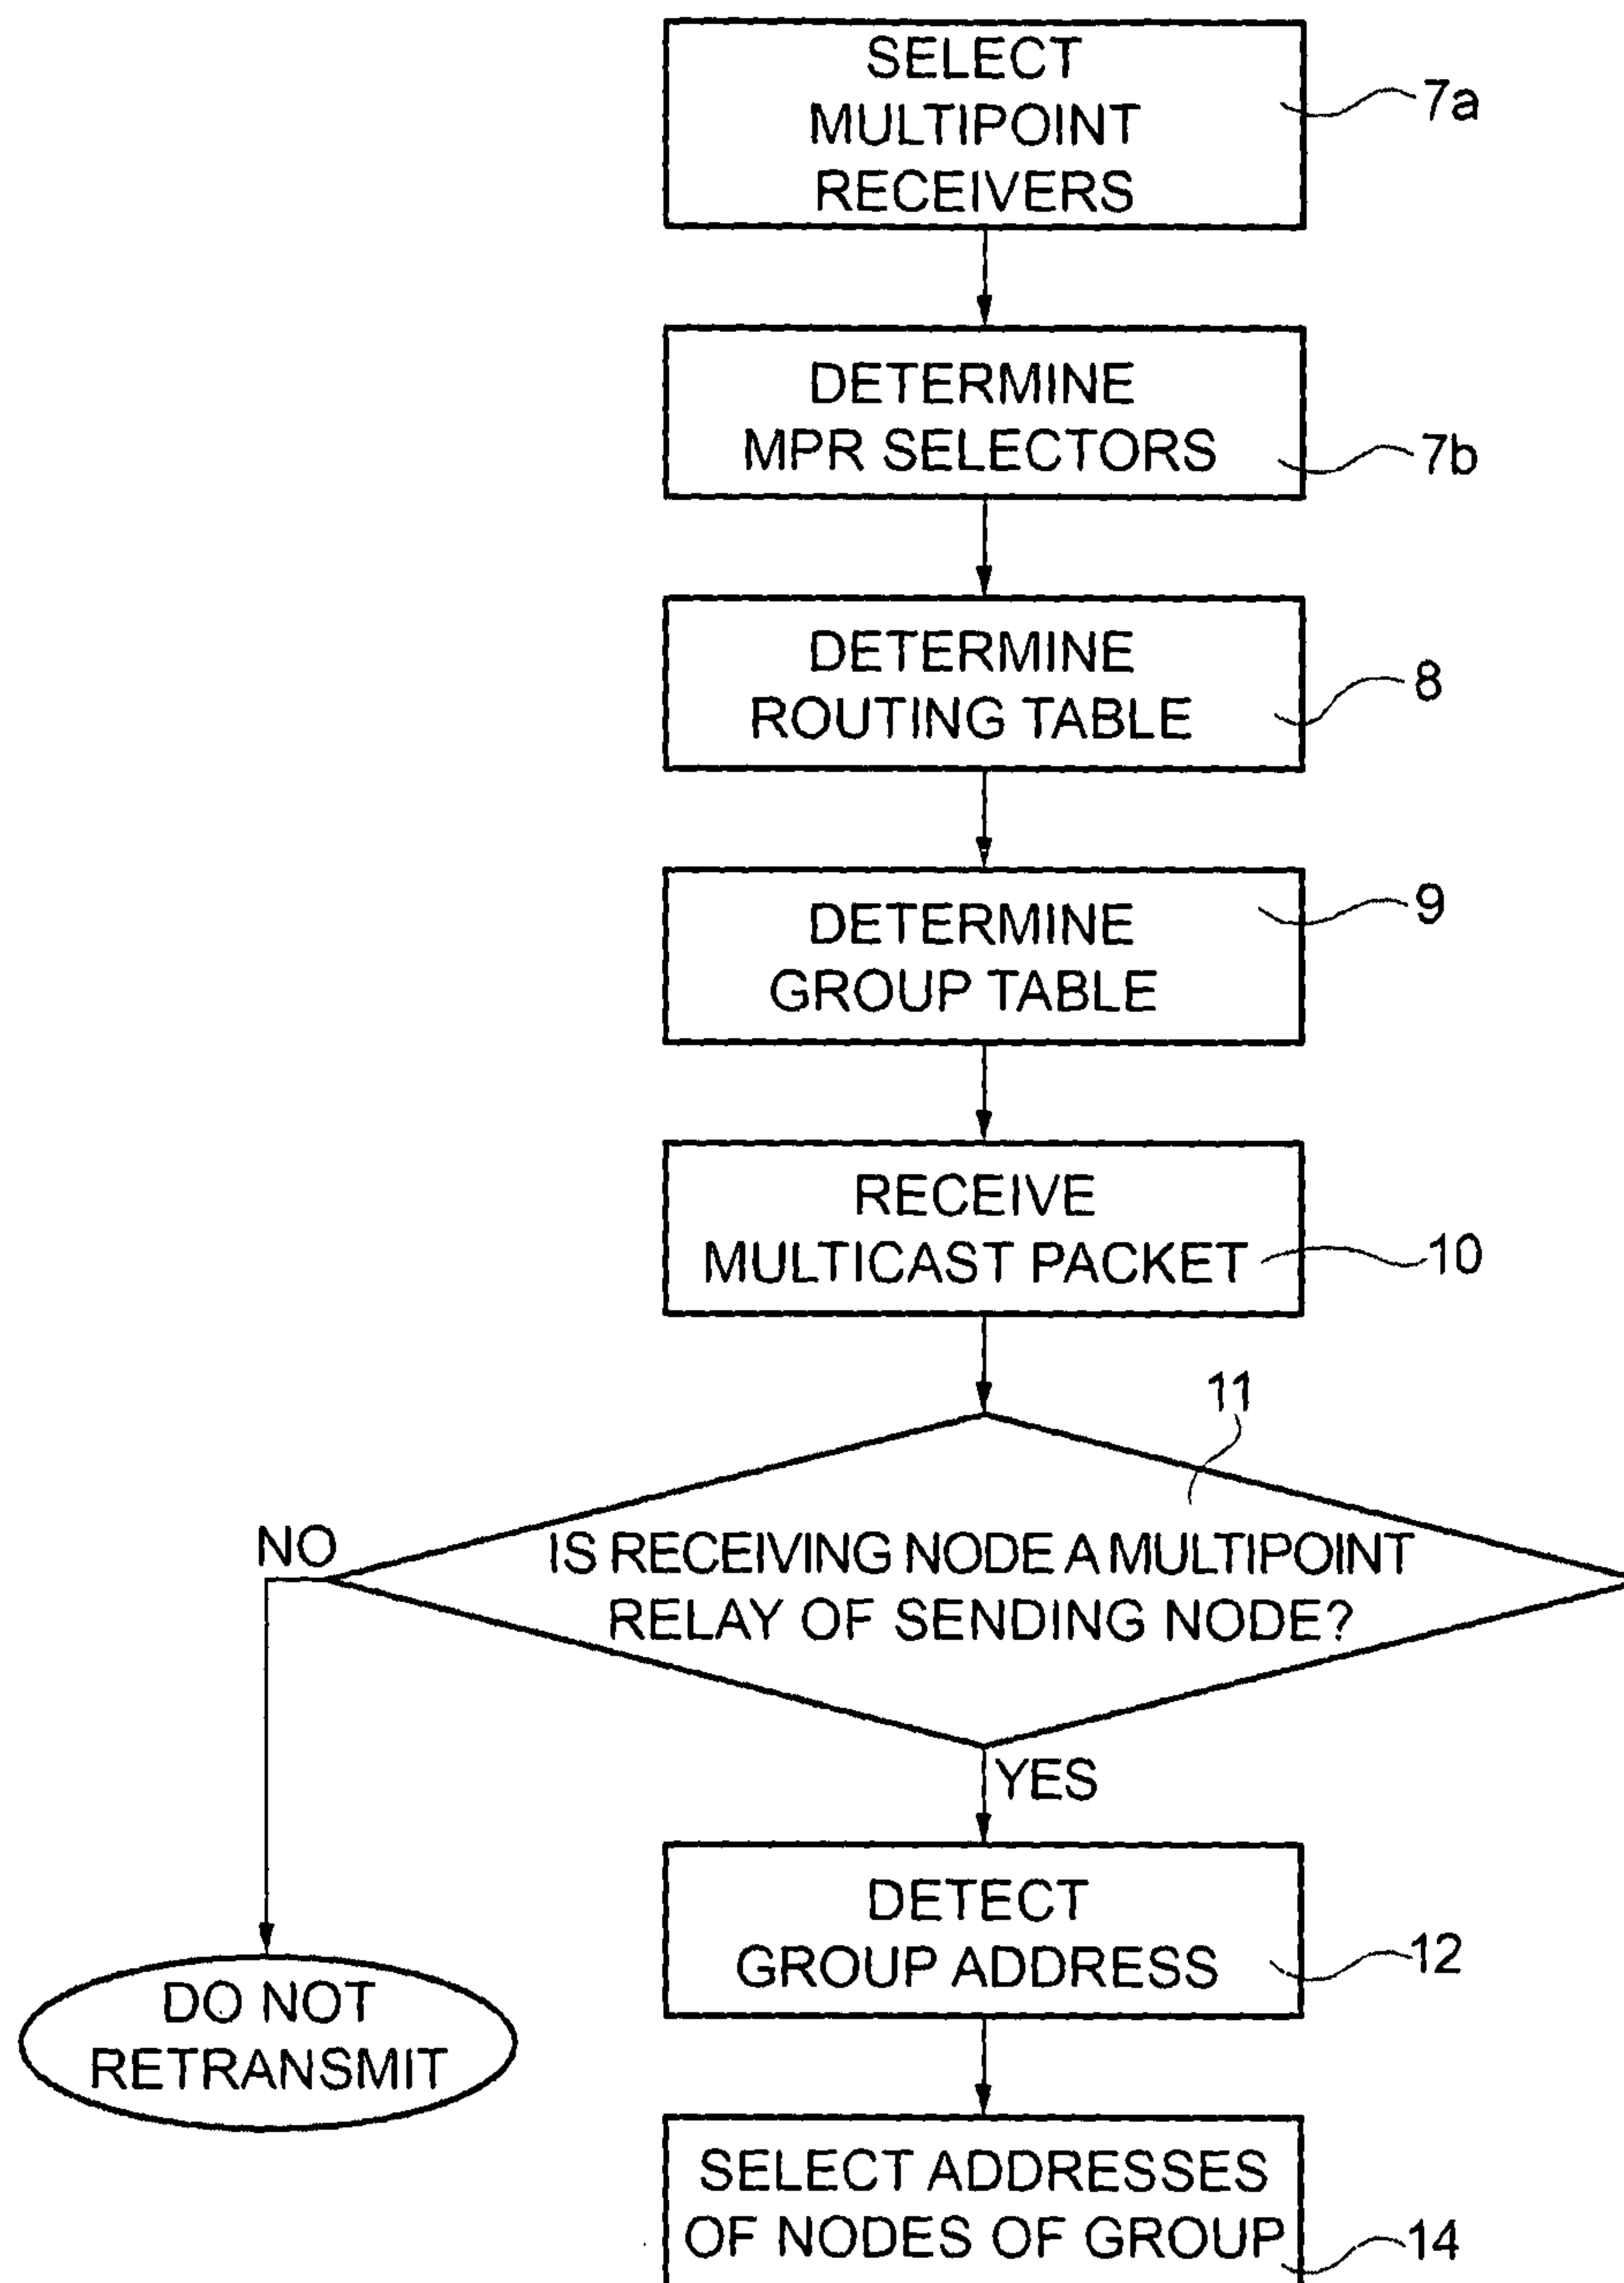 SELECT
MULTIPOINT
RECEIVERS
7a
DETERMINE
MPR SELECTORS
7b
DETERMINE
ROUTING TABLE
8
DETERMINE
GROUP TABLE
9
RECEIVE
MULTICAST PACKET
10
11
IS RECEIVING NODE A MULTIPOINT
RELAY OF SENDING NODE?
NO
YES
DETECT
GROUP ADDRESS
12
DO NOT
RETRANSMIT
SELECT ADDRESSES
OF NODES OF GROUP
14